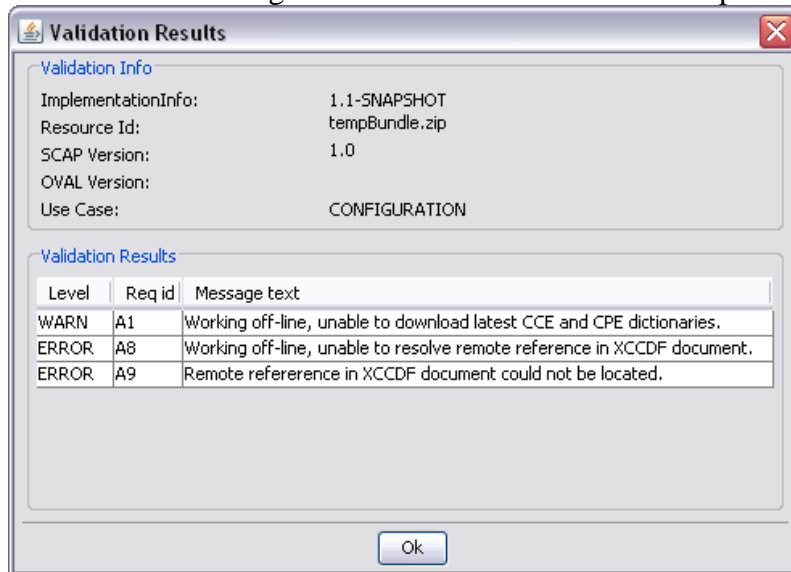 Validation Results
Validation Info
ImplementationInfo: 1.1-SNAPSHOT
Resource Id: tempBundle.zip
SCAP Version: 1.0
OVAL Version:
Use Case: CONFIGURATION
Validation Results
Level Req id Message text
WARN A1 Working off-line, unable to download latest CCE and CPE dictionaries.
ERROR A8 Working off-line, unable to resolve remote reference in XCCDF document.
ERROR A9 Remote refererence in XCCDF document could not be located.
Ok